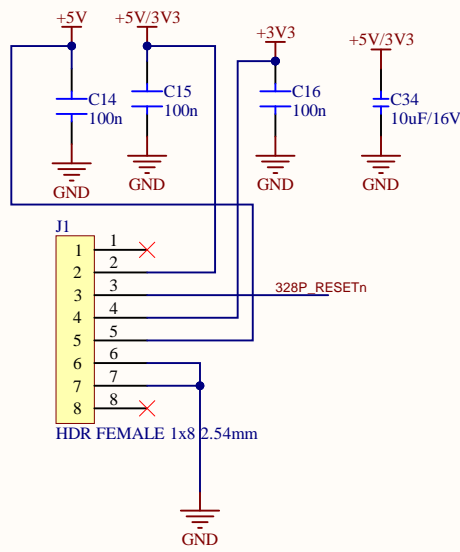 +5V +5V/3V3 +3V3 +5V/3V3
C14 C15 C16 C34
100n 100n 100n 10uF/16V
GND GND GND GND
J1
1 1
2 2
3 3 328P_RESETn
4 4
5 5
6 6
7 7
8 8
HDR FEMALE 1x8 2.54mm
GND